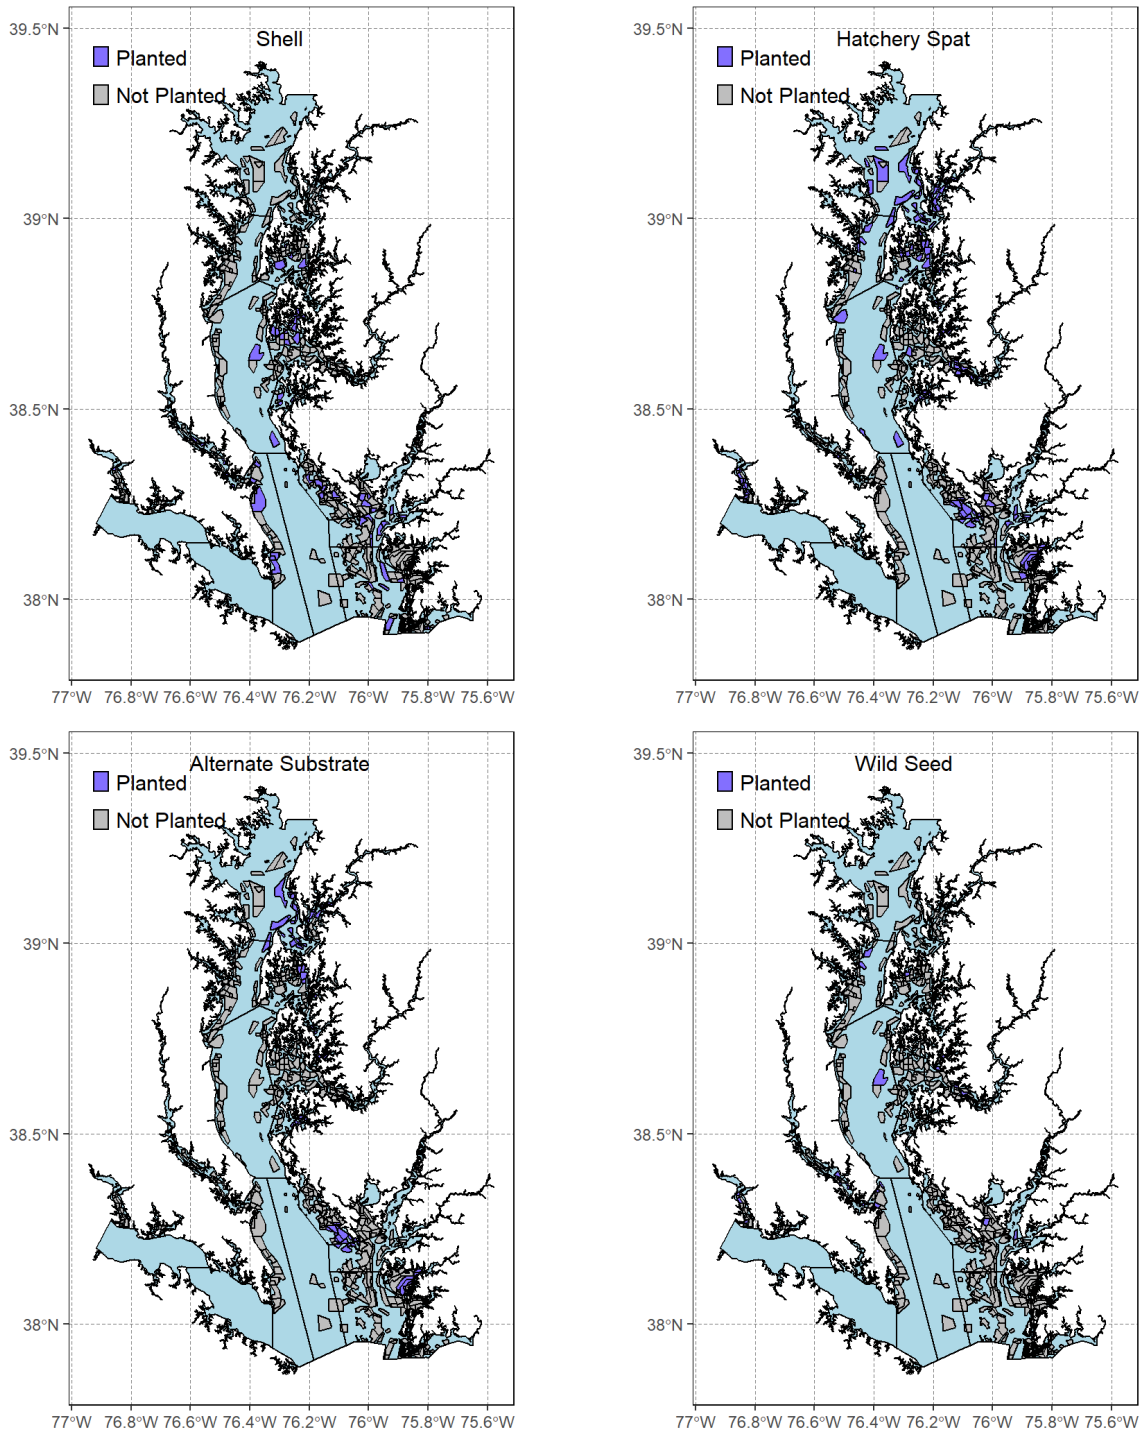 Shell
39.5°N
Planted
Not Planted
39°N
38.5°N
38°N
77°W 76.8°W 76.6°W 76.4°W 76.2°W 76°W 75.8°W 75.6°W
Hatchery Spat
39.5°N
Planted
Not Planted
39°N
38.5°N
38°N
77°W 76.8°W 76.6°W 76.4°W 76.2°W 76°W 75.8°W 75.6°W
Alternate Substrate
39.5°N
Planted
Not Planted
39°N
38.5°N
38°N
77°W 76.8°W 76.6°W 76.4°W 76.2°W 76°W 75.8°W 75.6°W
Wild Seed
39.5°N
Planted
Not Planted
39°N
38.5°N
38°N
77°W 76.8°W 76.6°W 76.4°W 76.2°W 76°W 75.8°W 75.6°W